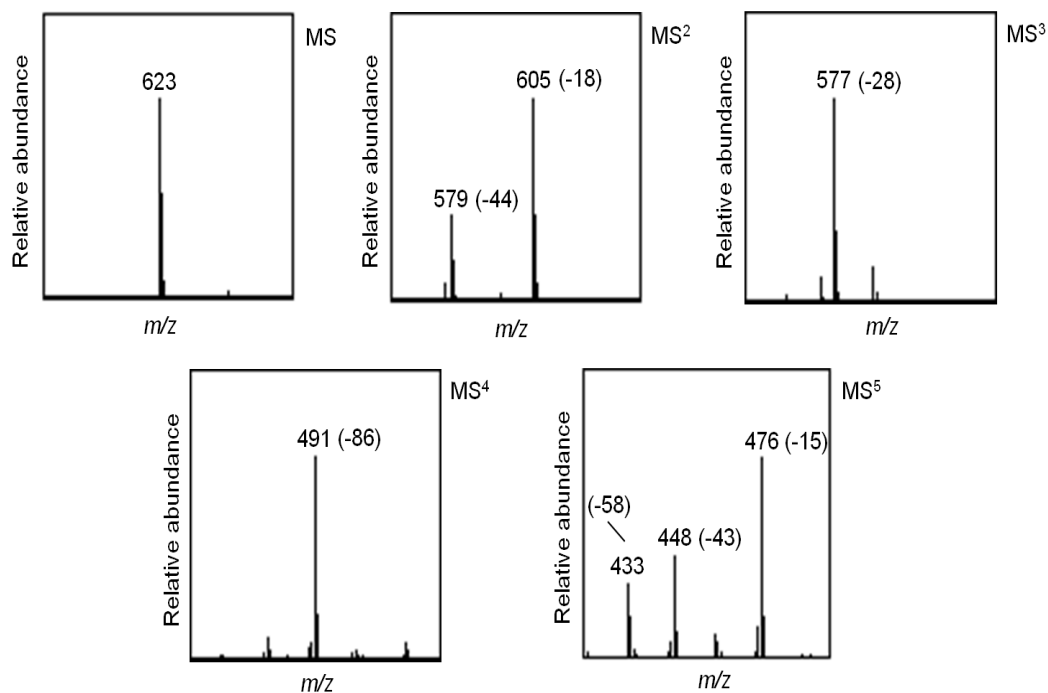 MS
623
Relative abundance
m/z
MS²
605 (-18)
579 (-44)
Relative abundance
m/z
MS³
577 (-28)
Relative abundance
m/z
MS⁴
491 (-86)
Relative abundance
m/z
MS⁵
476 (-15)
(-58)
448 (-43)
433
Relative abundance
m/z